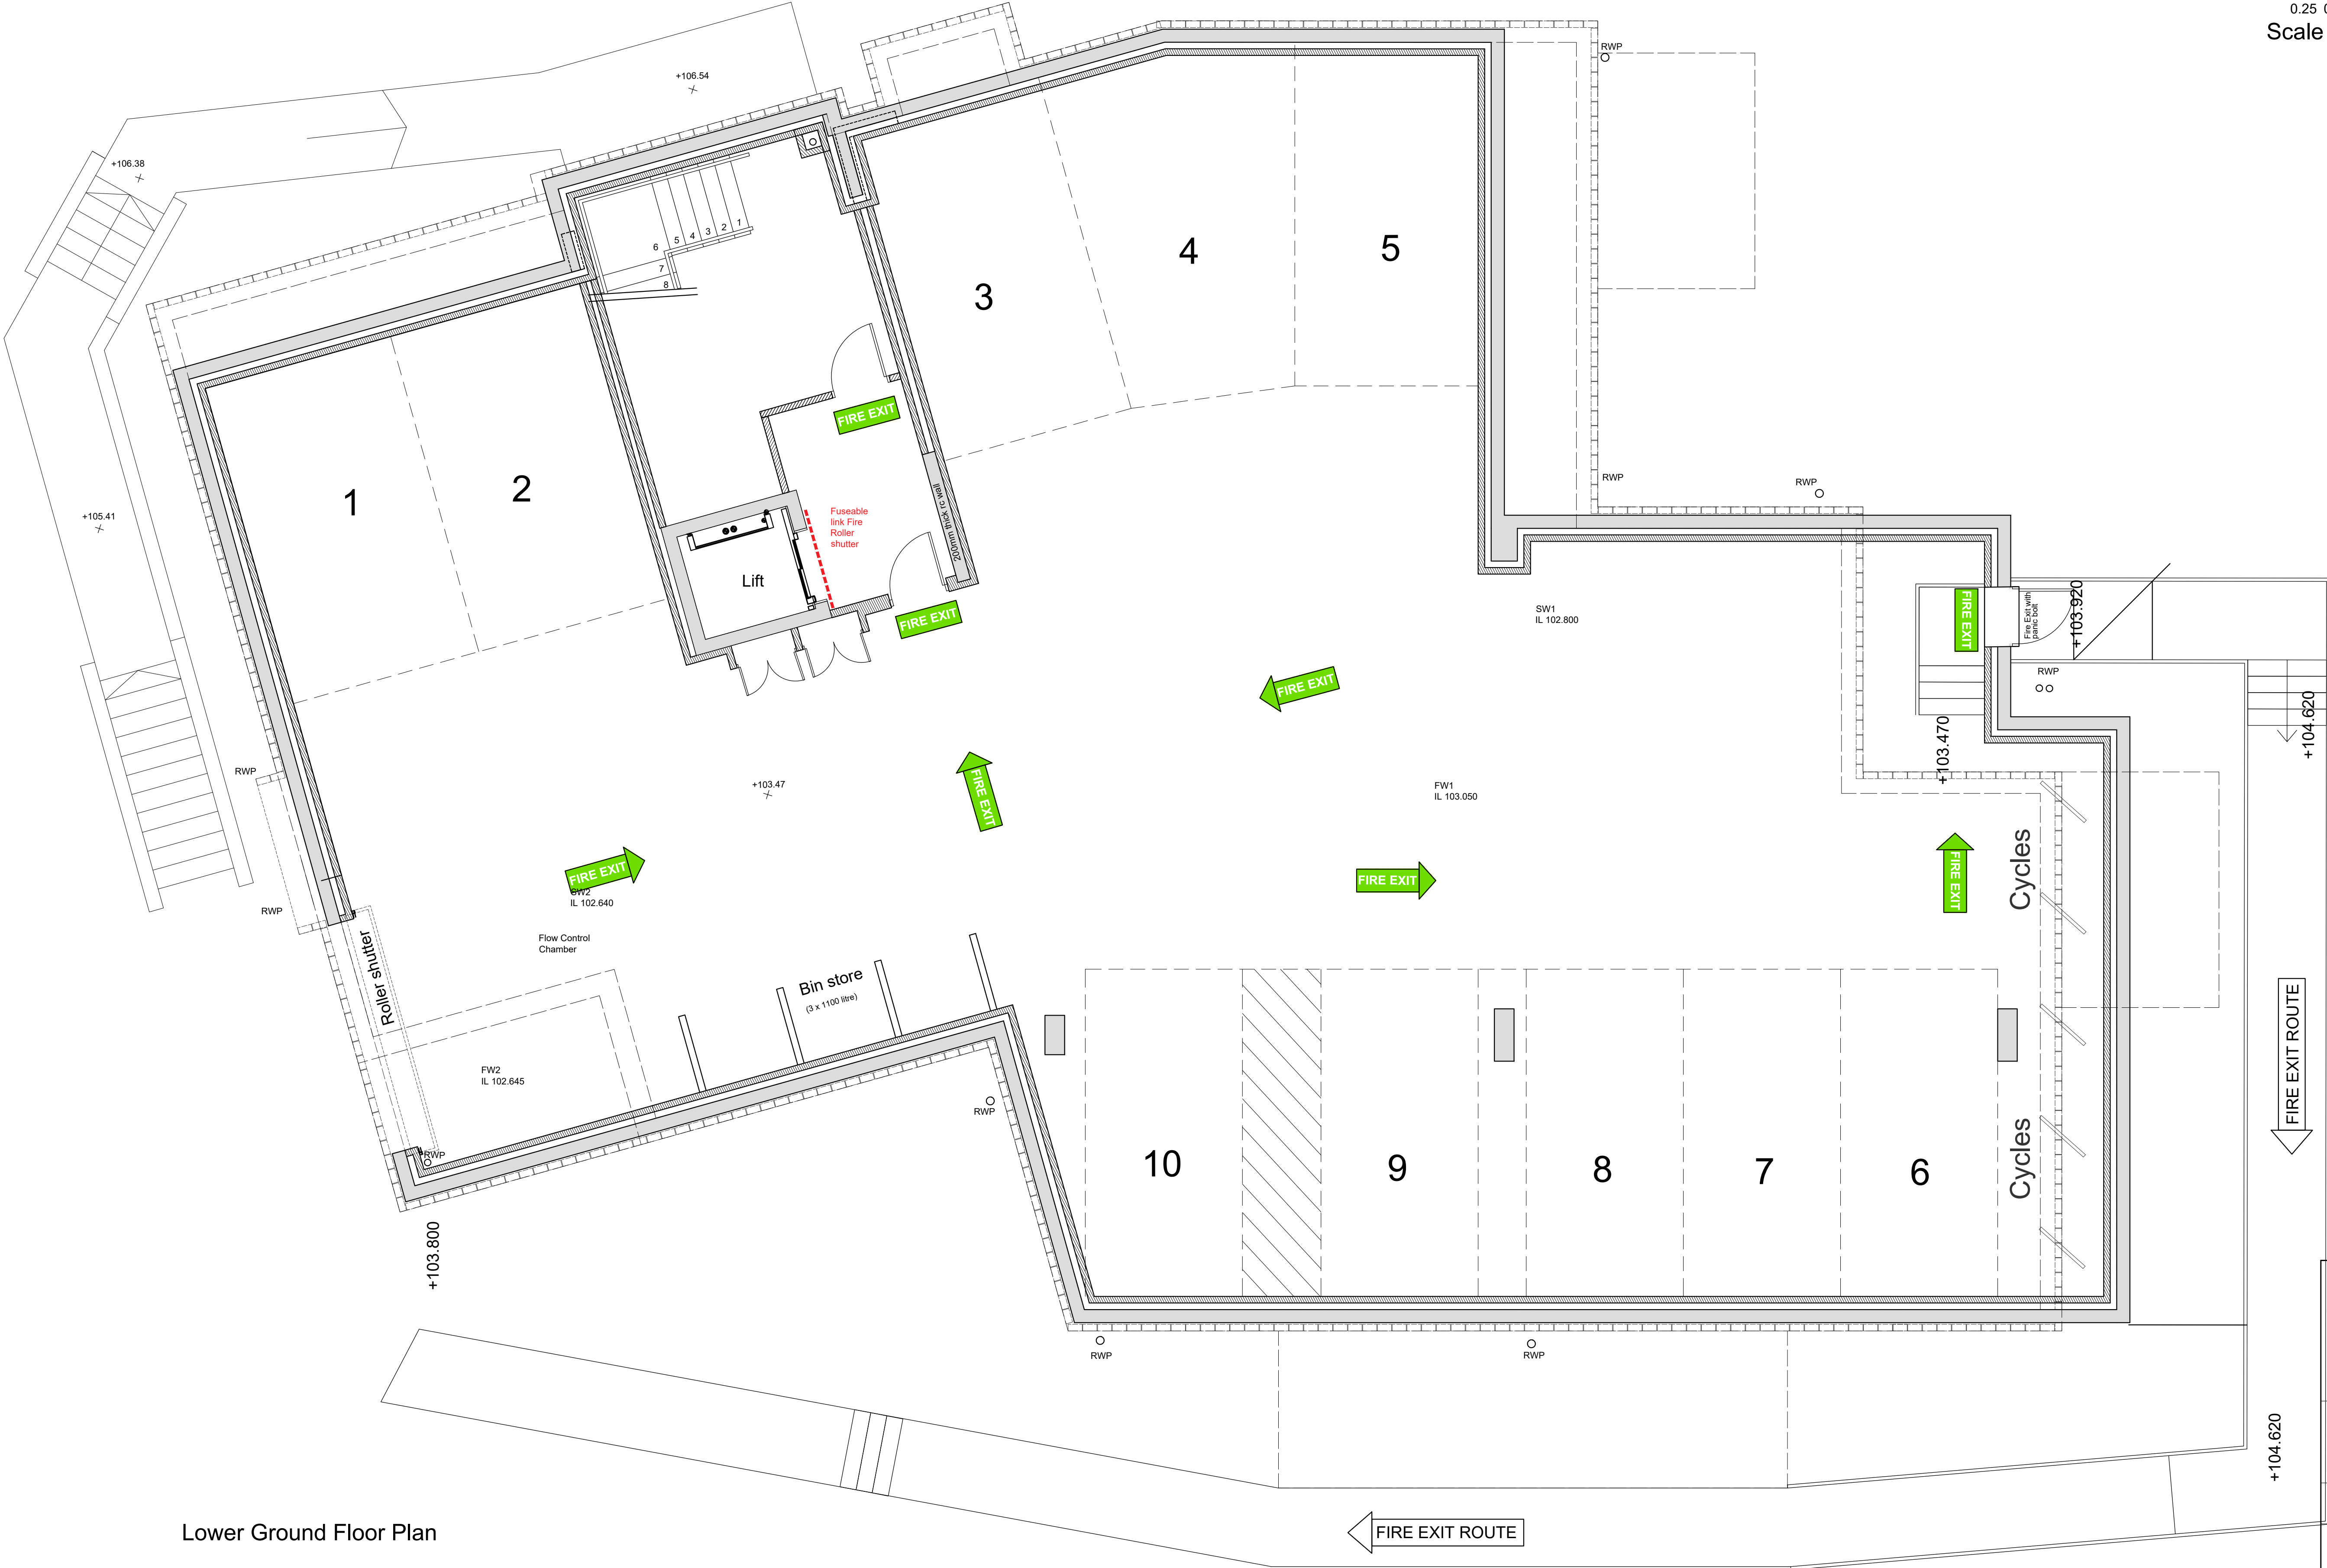 0.25
Scale
RWP
+106.54
+106.38
1
2
3
4
5
6
7
8
3
4
5
FIRE EXIT
1
2
+105.41
RWP
RWP
Fuseable
link Fire
Roller
shutter
200mm thick rc wall
Lift
FIRE EXIT
SW1
IL 102.800
FIRE EXIT
Fire Exit with
panic bolt
+103.920
RWP
FIRE EXIT
+104.620
+103.470
RWP
+103.47
FIRE EXIT
FW1
IL 103.050
FIRE EXIT
SW2
IL 102.640
FIRE EXIT
FIRE EXIT
Cycles
RWP
Flow Control
Chamber
Roller shutter
Bin store
(3 x 1100 litre)
FW2
IL 102.645
RWP
RWP
10
9
8
7
6
Cycles
FIRE EXIT ROUTE
+103.800
RWP
RWP
+104.620
Lower Ground Floor Plan
FIRE EXIT ROUTE